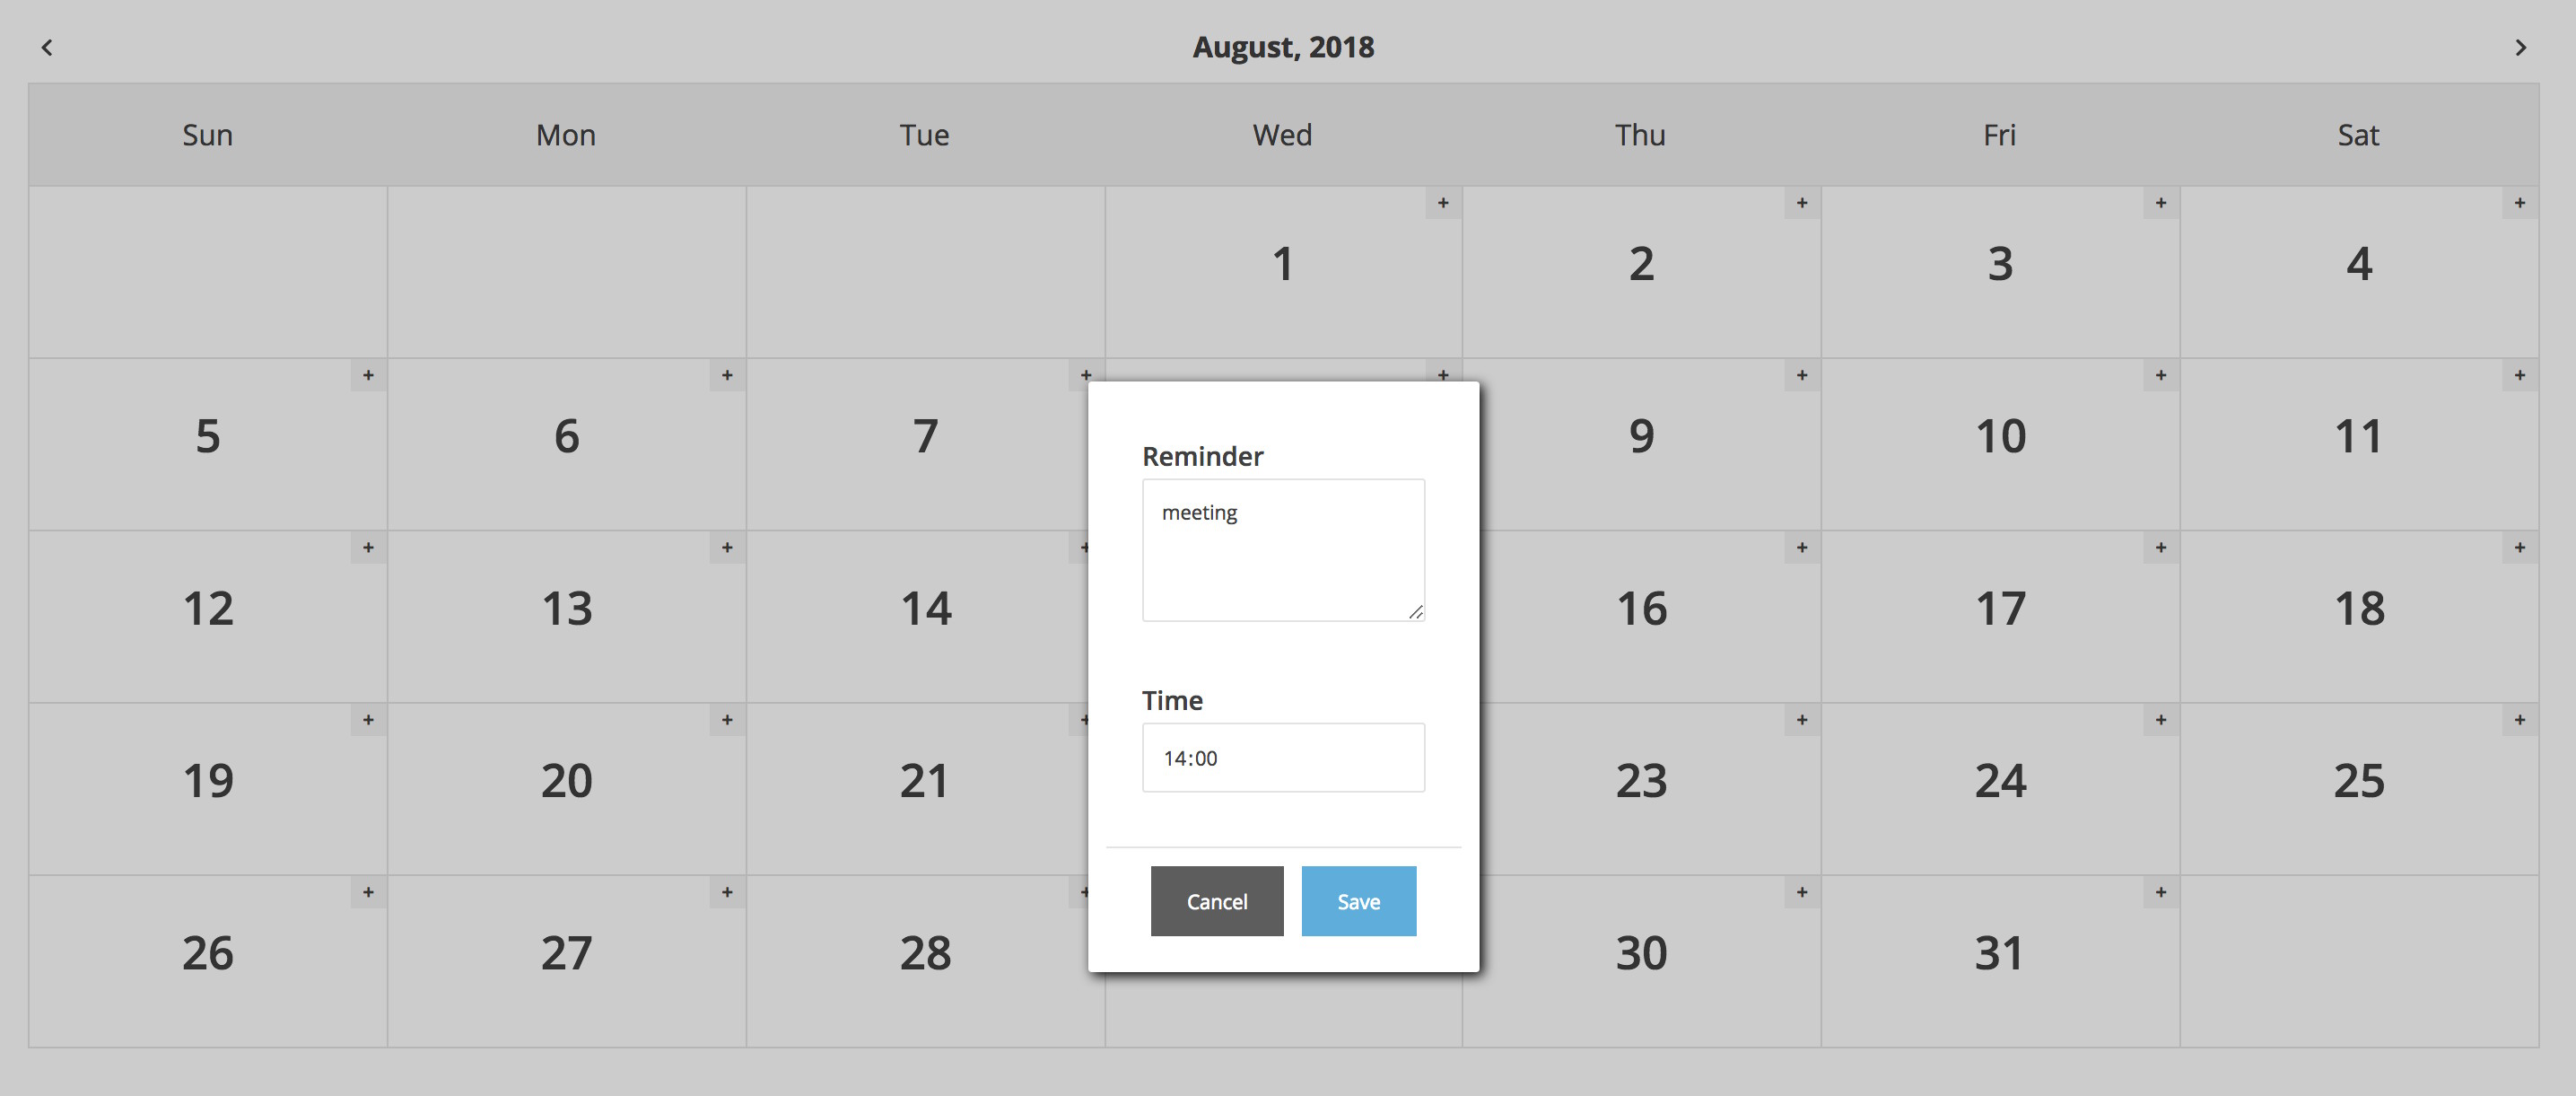 August, 2018
Sun Mon Tue Wed Thu Fri Sat
+ + + +
1 2 3 4
+ + + + + + +
5 6 7 9 10 11
Reminder
meeting
+ + + + + +
12 13 14 16 17 18
Time
+ + + + + +
14:00
19 20 21 23 24 25
+ + + + +
Cancel Save
26 27 28 30 31